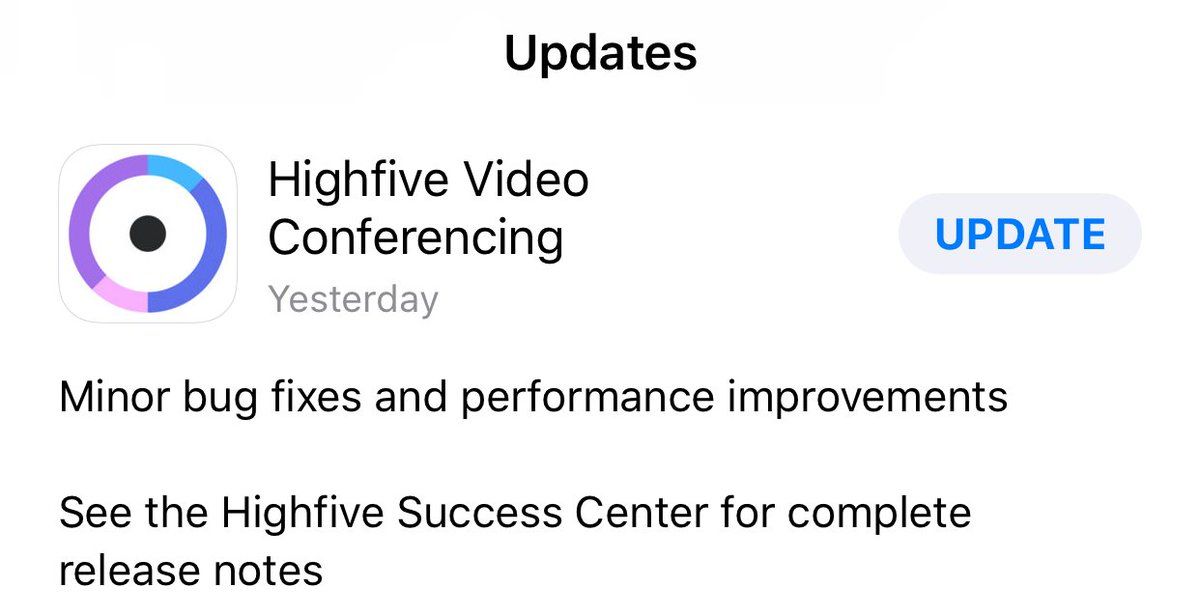 Updates
Highfive Video
Conferencing
UPDATE
Yesterday
Minor bug fixes and performance improvements
See the Highfive Success Center for complete
release notes